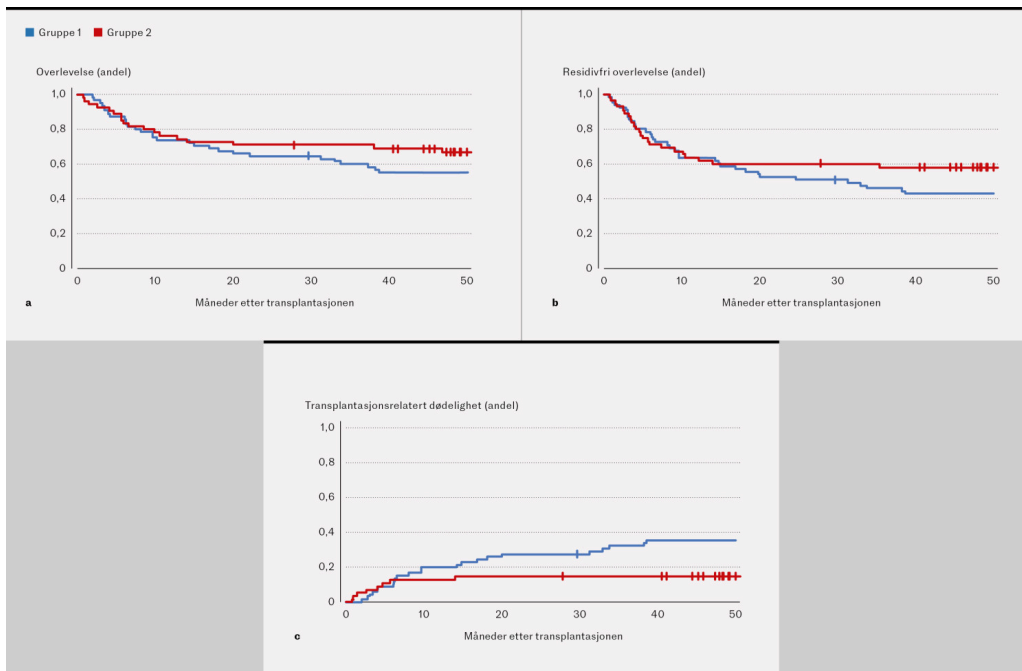 Gruppe 1 Gruppe 2
Overlevelse (andel)
1,0
0,8
0,6
0,4
0,2
0
0 10 20 30 40 50
a Måneder etter transplantasjonen
Residivfri overlevelse (andel)
1,0
0,8
0,6
0,4
0,2
0
0 10 20 30 40 50
b Måneder etter transplantasjonen
Transplantasjonsrelatert dødelighet (andel)
1,0
0,8
0,6
0,4
0,2
0
0 10 20 30 40 50
c Måneder etter transplantasjonen